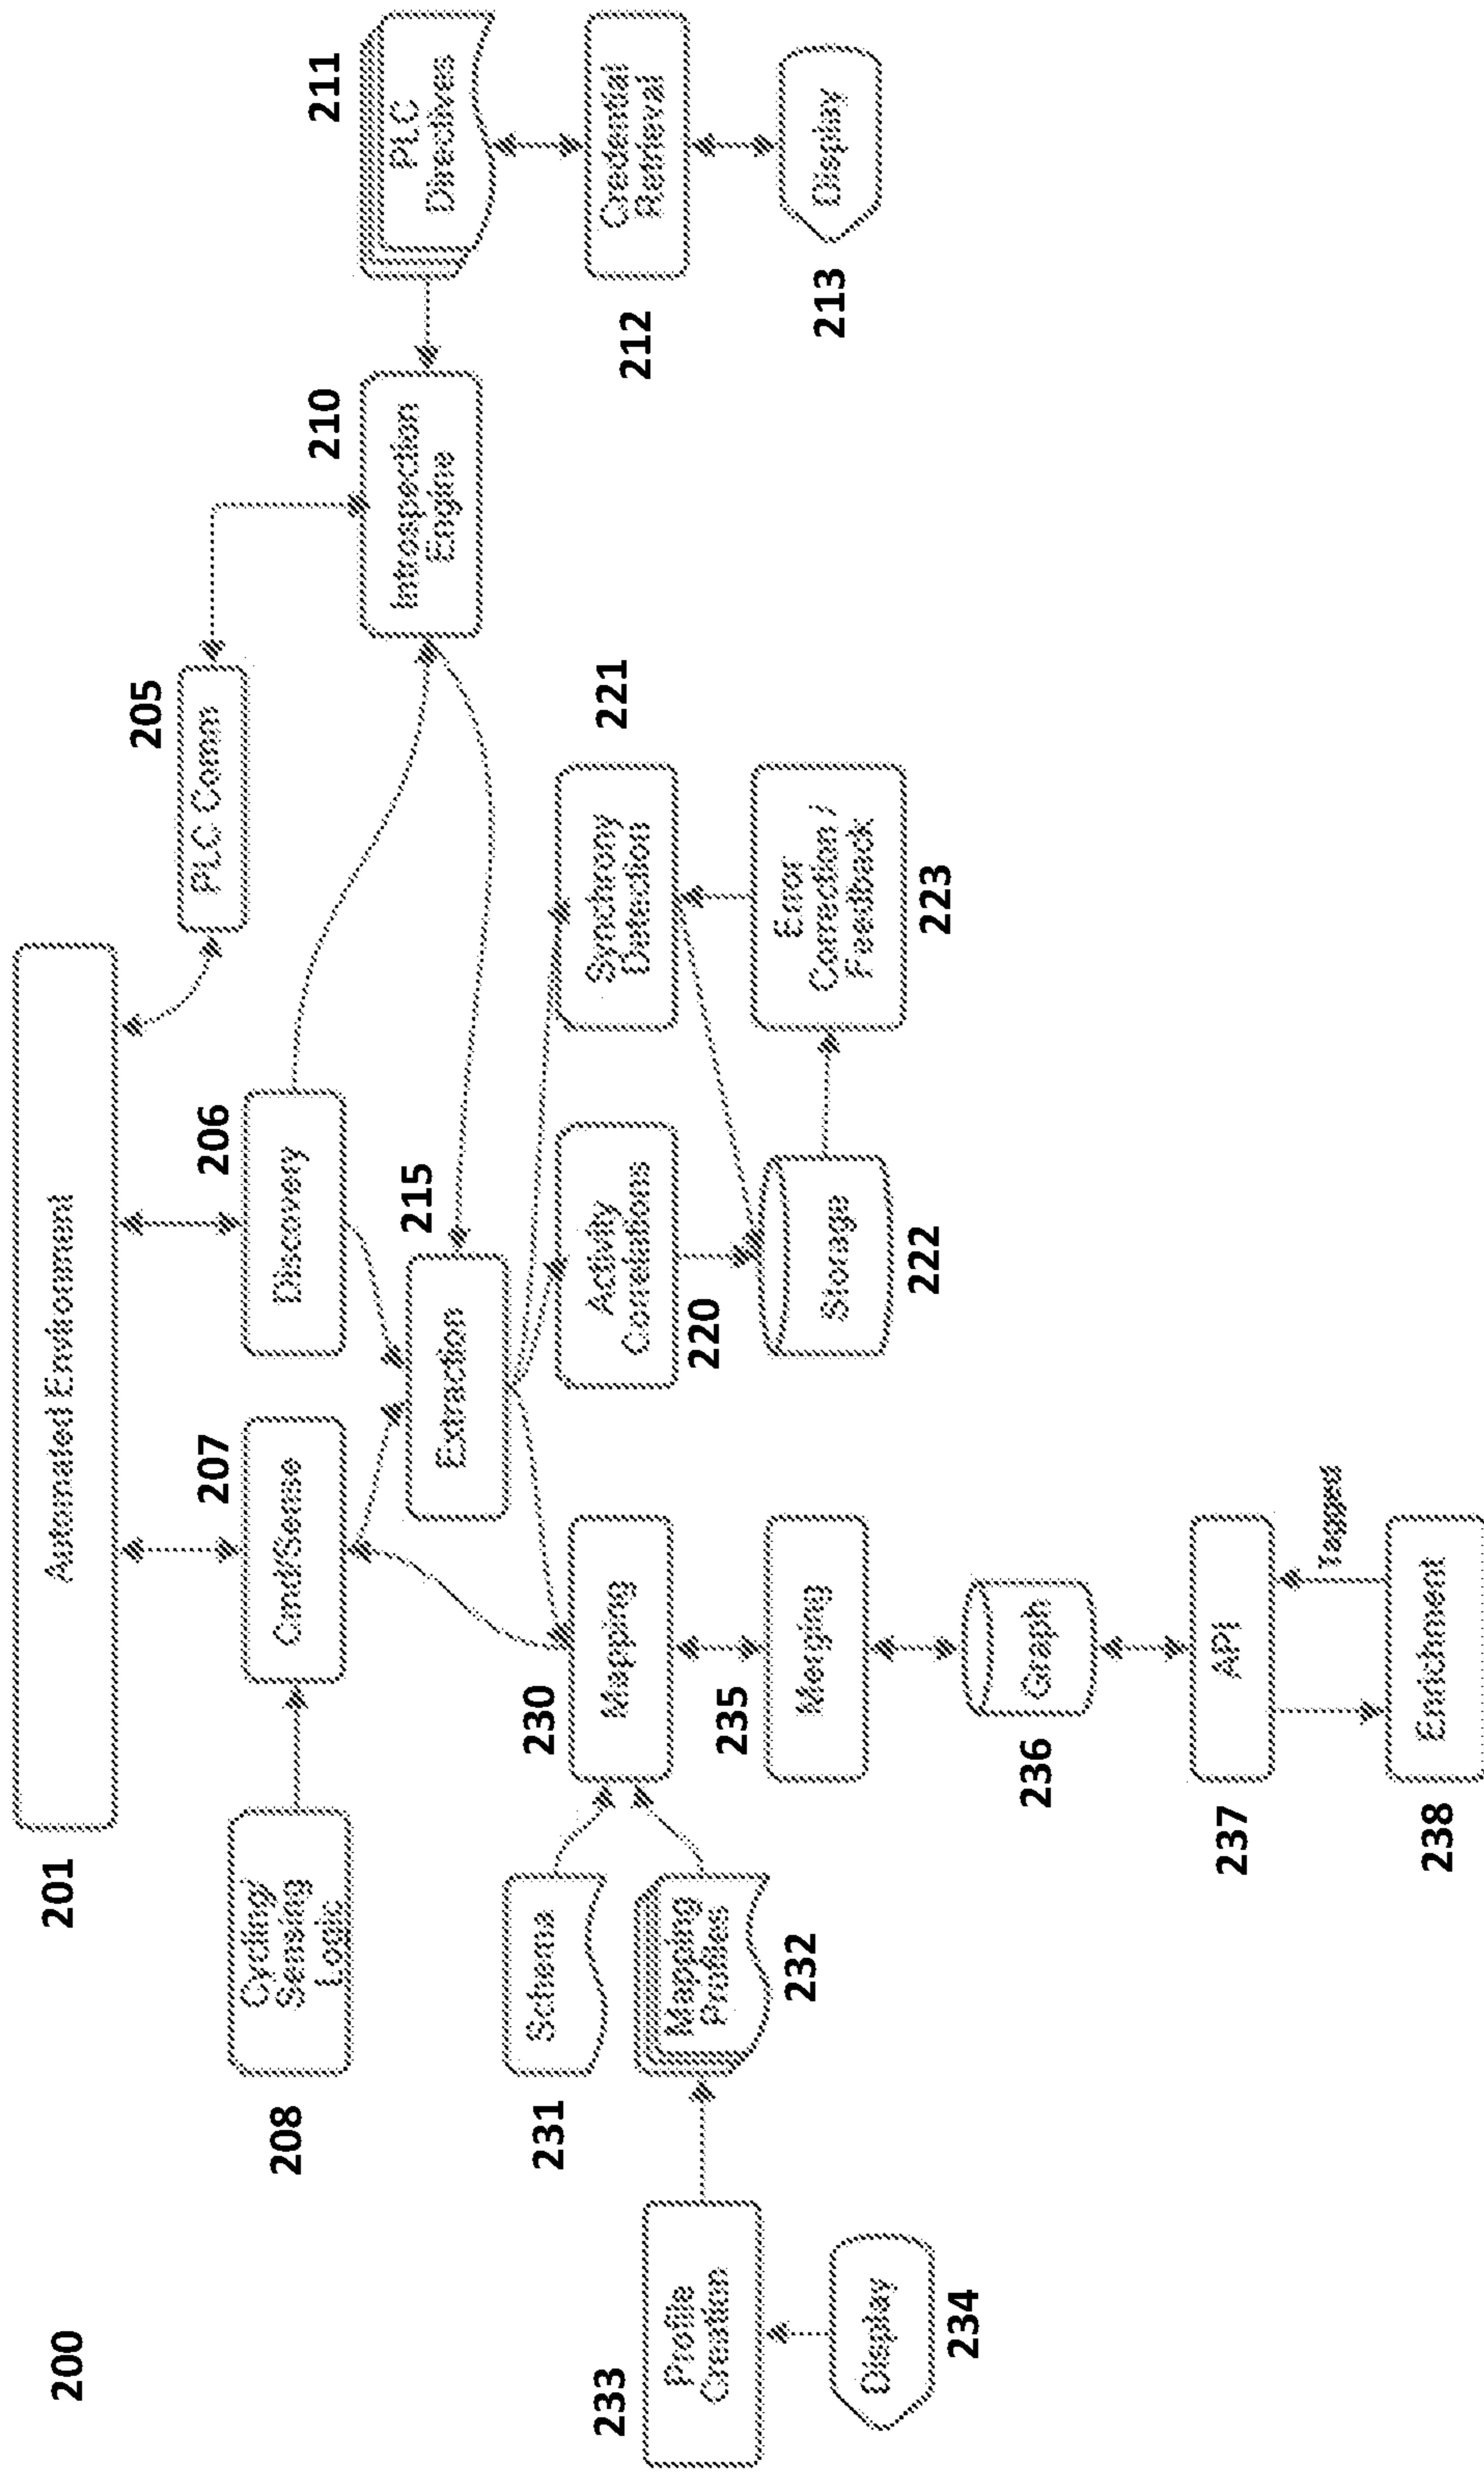 200
201
Automated Environment
205
PLC Comm
206
Discovery
207
Cmd/Sense
208
Cycling/
Sensing
Logic
210
Introspection
Engine
211
PLC
Directives
212
Credential
Retrieval
213
Display
215
Extraction
220
Activity
Correlations
221
Synchrony
Detection
222
Storage
223
Error
Correction /
Feedback
230
Mapping
231
Schema
232
Mapping
Profiles
233
Profile
Creation
234
Display
235
Merging
236
Graph
237
API
Tagged
238
Enrichment